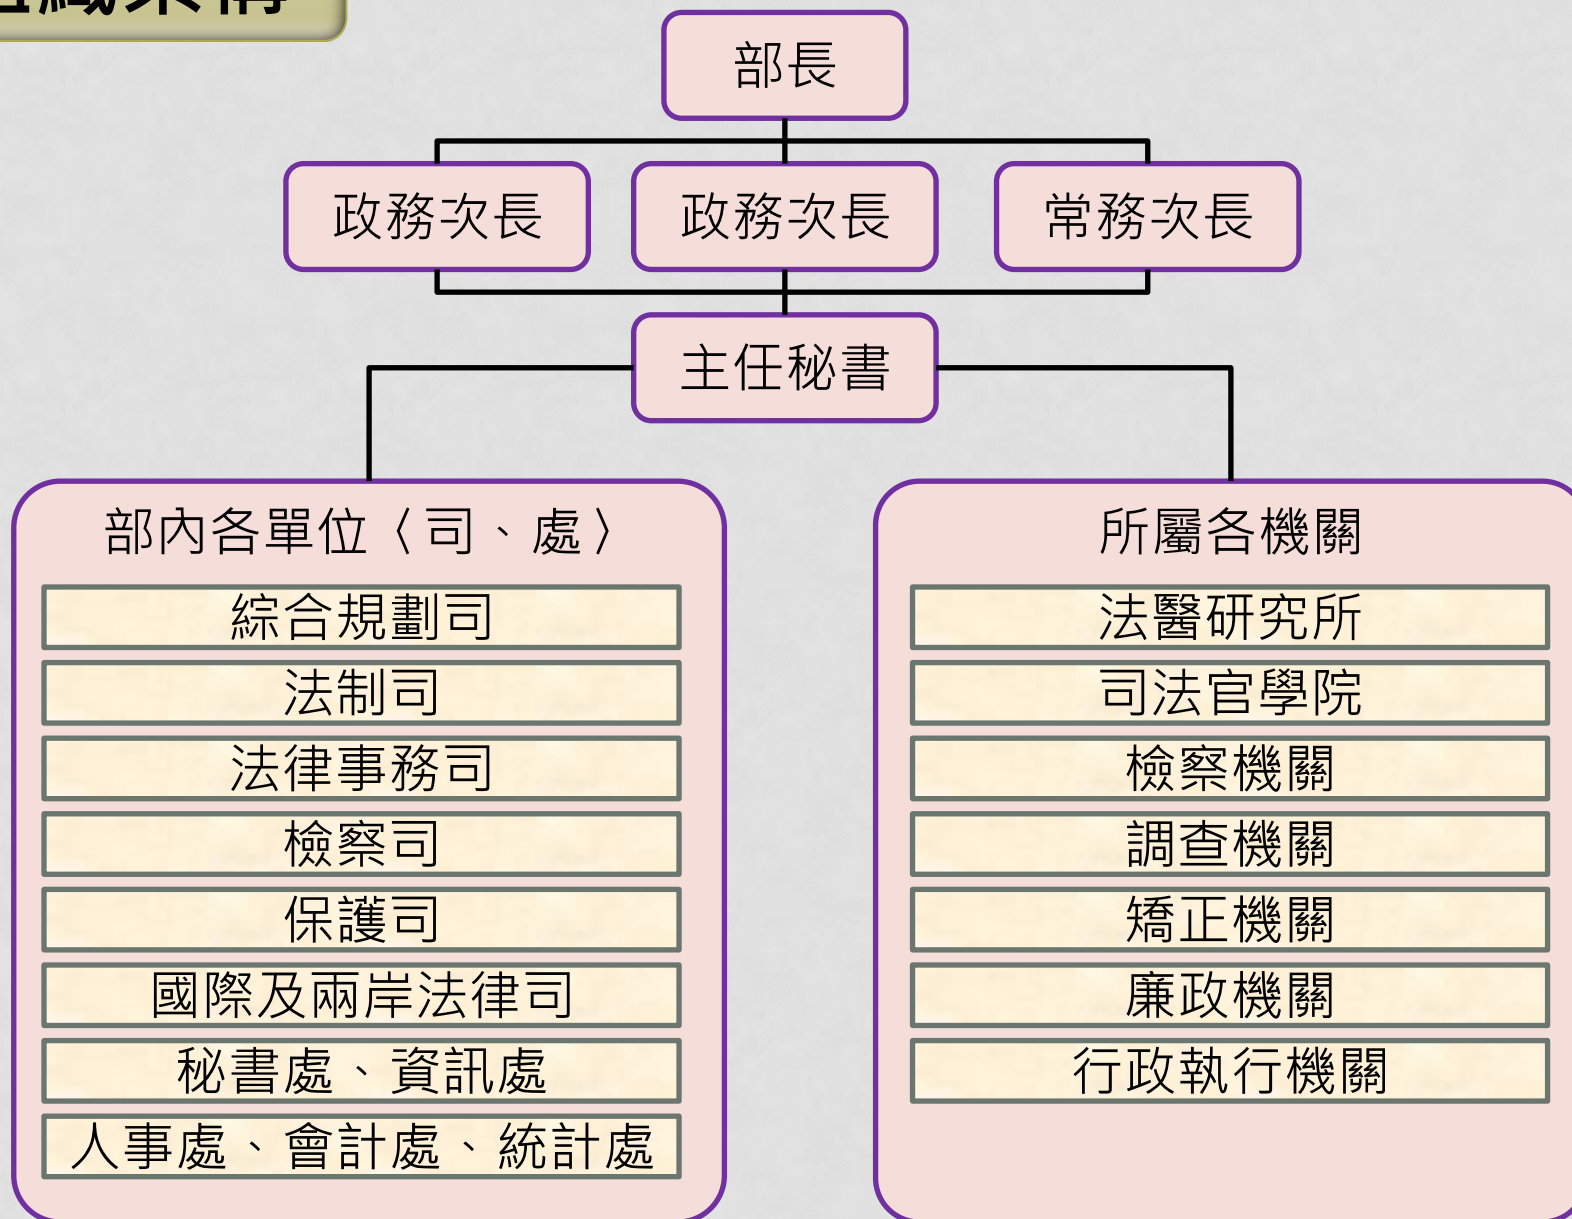 組織架構
部長
政務次長
政務次長
常務次長
主任秘書
部內各單位〈司、處〉
綜合規劃司
法制司
法律事務司
檢察司
保護司
國際及兩岸法律司
秘書處、資訊處
人事處、會計處、統計處
所屬各機關
法醫研究所
司法官學院
檢察機關
調查機關
矯正機關
廉政機關
行政執行機關